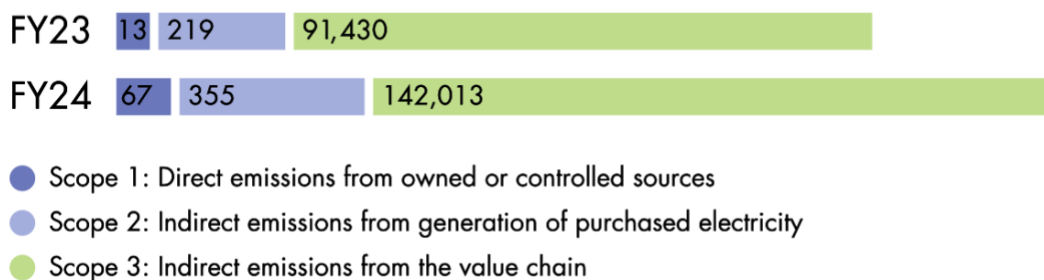 FY23 13 219 91,430
FY24 67 355 142,013
Scope 1: Direct emissions from owned or controlled sources
Scope 2: Indirect emissions from generation of purchased electricity
Scope 3: Indirect emissions from the value chain